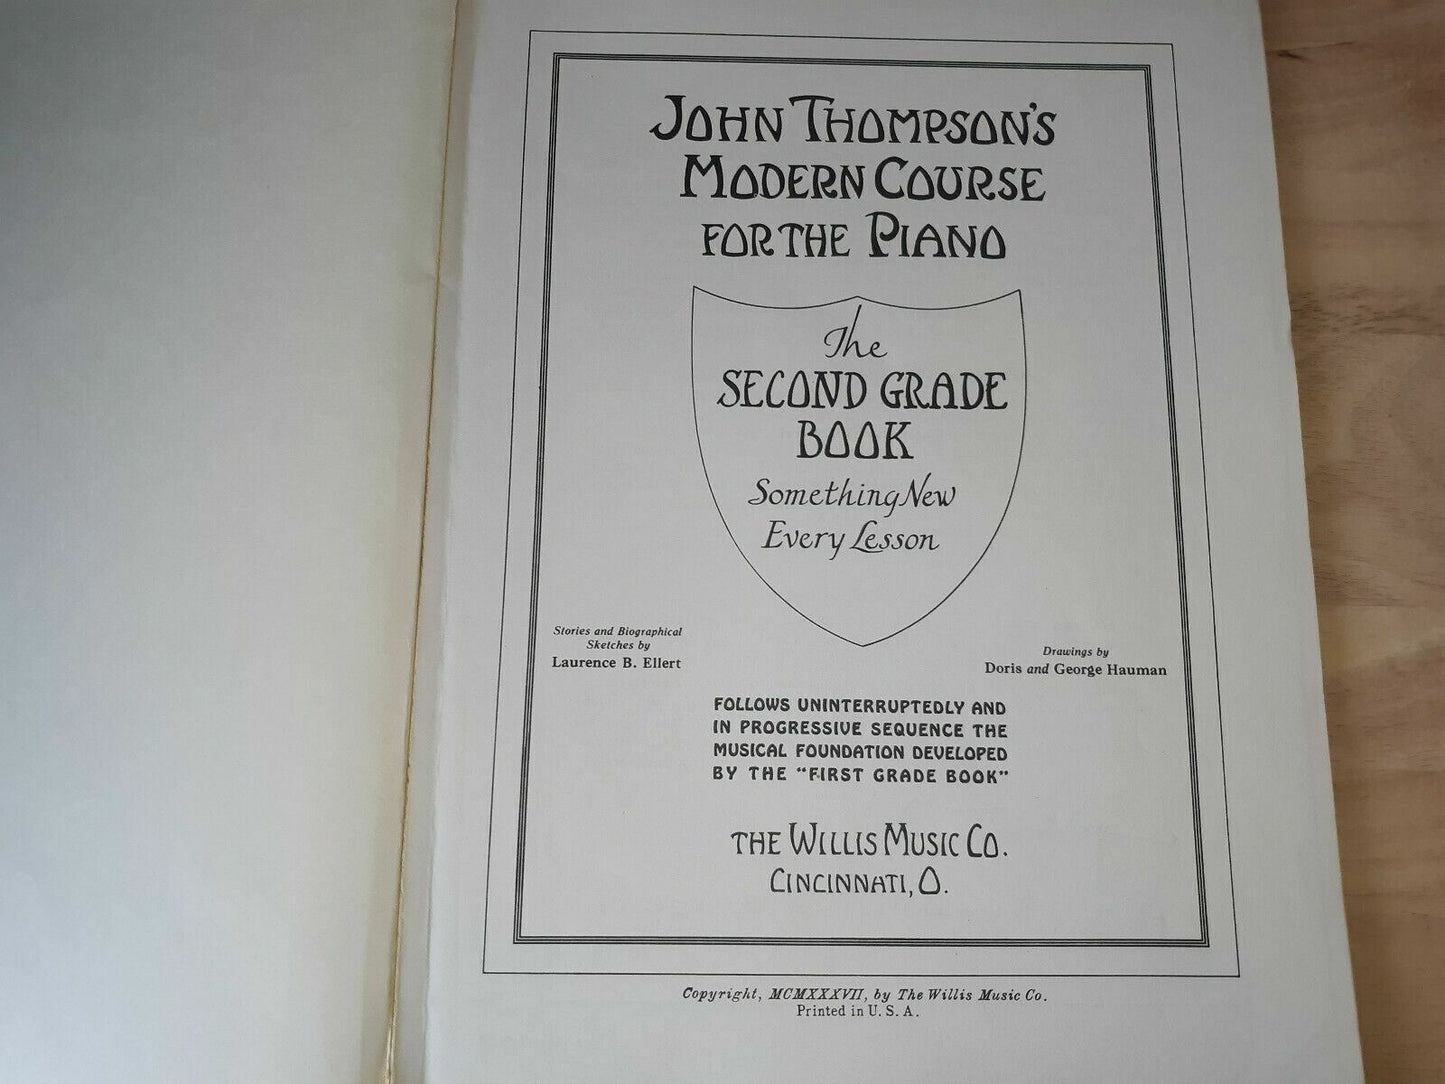 JOHN THOMPSON'S
MODERN COURSE
FOR THE PIANO
The
SECOND GRADE
BOOK
Something New
Every Lesson
Stories and Biographical
Sketches by
Laurence B. Ellert
Drawings by
Doris and George Hauman
FOLLOWS UNINTERRUPTEDLY AND
IN PROGRESSIVE SEQUENCE THE
MUSICAL FOUNDATION DEVELOPED
BY THE "FIRST GRADE BOOK"
THE WILLIS MUSIC CO.
CINCINNATI, O.
Copyright, MCMXXXVII, by The Willis Music Co.
Printed in U. S. A.